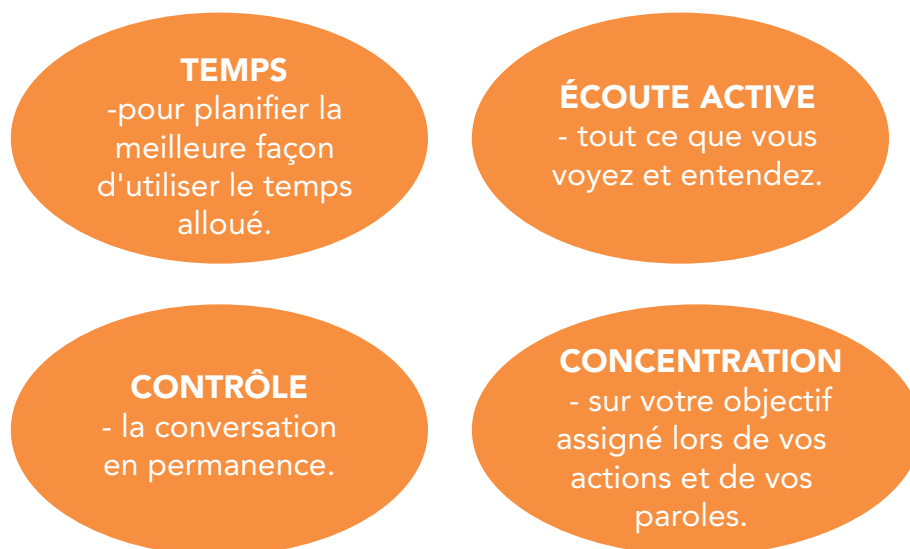 TEMPS
-pour planifier la
meilleure façon
d'utiliser le temps
alloué.
ÉCOUTE ACTIVE
- tout ce que vous
voyez et entendez.
CONTRÔLE
- la conversation
en permanence.
CONCENTRATION
- sur votre objectif
assigné lors de vos
actions et de vos
paroles.